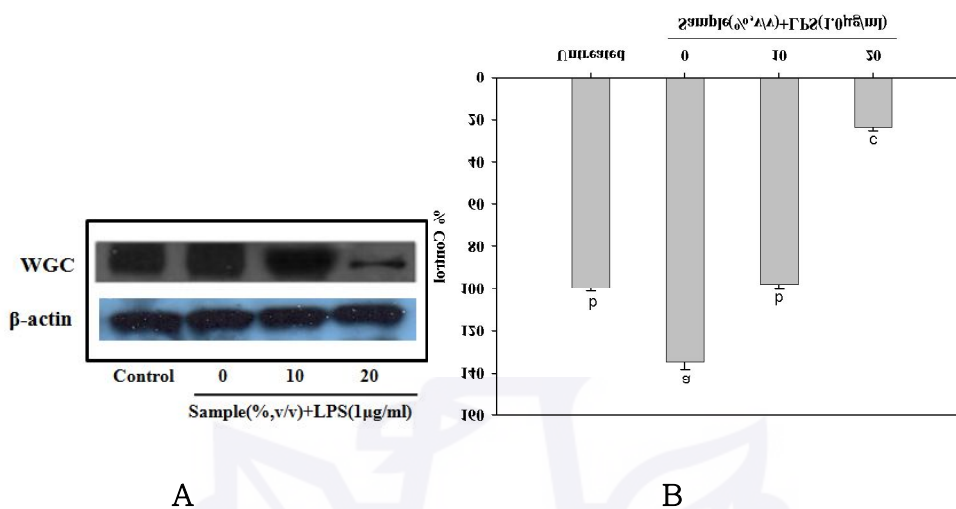 WGC
β-actin
Control 0 10 20
Sample(%,v/v)+LPS(1μg/ml)
A
Sample(%,v/v)+LPS(1.0μg/ml)
Untreated 0 10 20
0
20
40
60
80
100
120
140
160
% Control
b
a
b
c
B